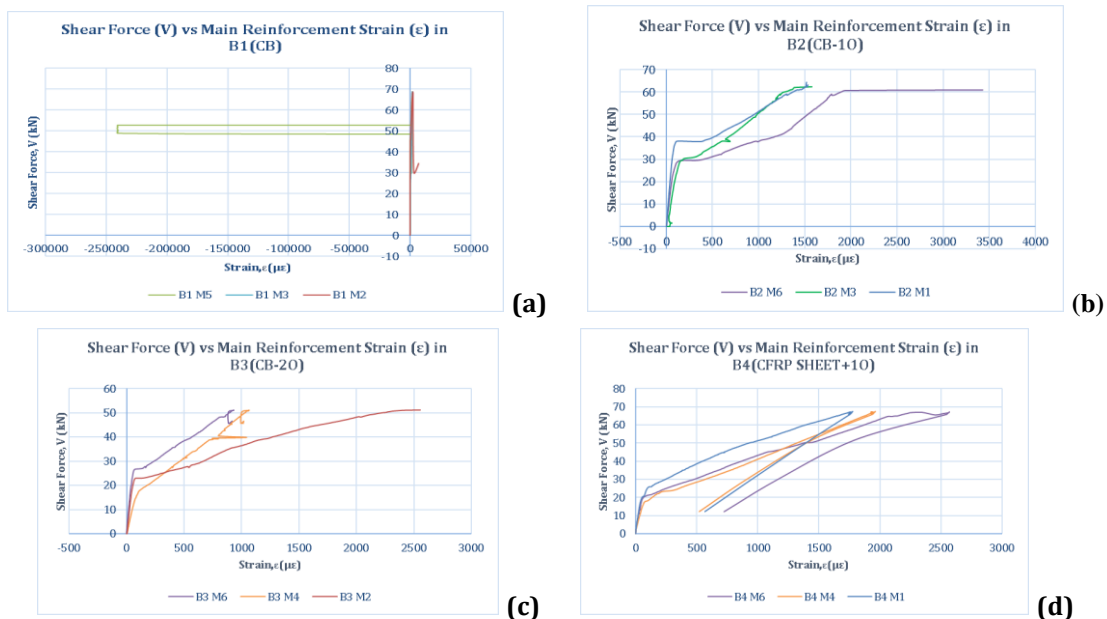 Shear Force (V) vs Main Reinforcement Strain (ε) in
B1(CB)
Shear Force, V (kN)
80
70
60
50
40
30
20
10
0
-10
-300000 -250000 -200000 -150000 -100000 -50000 0 50000
Strain,ε(με)
B1 M5 B1 M3 B1 M2
(a)
Shear Force (V) vs Main Reinforcement Strain (ε) in
B2(CB-1O)
Shear Force, V (kN)
70
60
50
40
30
20
10
0
-10
-500 0 500 1000 1500 2000 2500 3000 3500 4000
Strain,ε(με)
B2 M6 B2 M3 B2 M1
(b)
Shear Force (V) vs Main Reinforcement Strain (ε) in
B3(CB-2O)
Shear Force, V (kN)
60
50
40
30
20
10
0
-500 0 500 1000 1500 2000 2500 3000
Strain,ε(με)
B3 M6 B3 M4 B3 M2
(c)
Shear Force (V) vs Main Reinforcement Strain (ε) in
B4(CFRP SHEET+1O)
Shear Force, V (kN)
80
70
60
50
40
30
20
10
0
0 500 1000 1500 2000 2500 3000
Strain,ε(με)
B4 M6 B4 M4 B4 M1
(d)